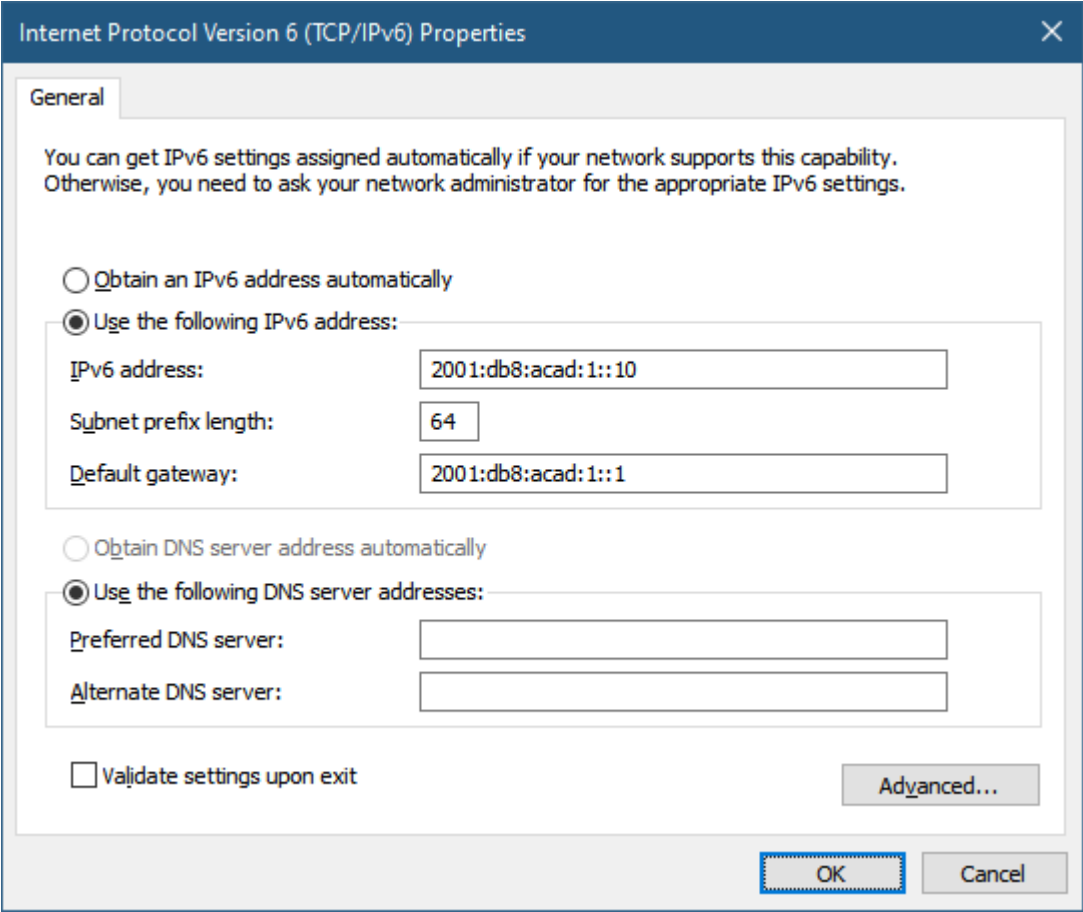 Internet Protocol Version 6 (TCP/IPv6) Properties
General
You can get IPv6 settings assigned automatically if your network supports this capability.
Otherwise, you need to ask your network administrator for the appropriate IPv6 settings.
Obtain an IPv6 address automatically
Use the following IPv6 address:
IPv6 address: 2001:db8:acad:1::10
Subnet prefix length: 64
Default gateway: 2001:db8:acad:1::1
Obtain DNS server address automatically
Use the following DNS server addresses:
Preferred DNS server:
Alternate DNS server:
Validate settings upon exit
Advanced...
OK Cancel